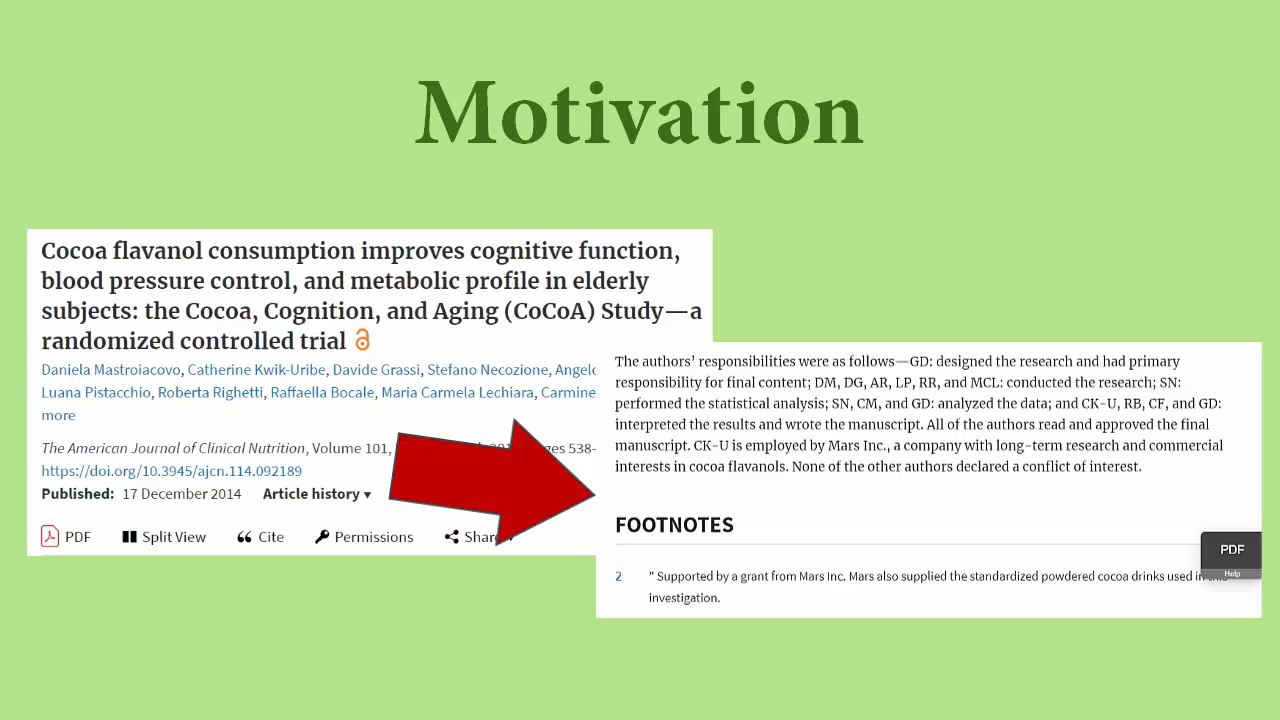 Motivation
Cocoa flavanol consumption improves cognitive function,
blood pressure control, and metabolic profile in elderly
subjects: the Cocoa, Cognition, and Aging (CoCoA) Study—a
randomized controlled trial
Daniela Mastroiacovo, Catherine Kwik-Uribe, Davide Grassi, Stefano Necozione, Angelo
Luana Pistacchio, Roberta Righetti, Raffaella Bocale, Maria Carmela Lechiara, Carmine
more
The American Journal of Clinical Nutrition, Volume 101, 538–
https://doi.org/10.3945/ajcn.114.092189
Published: 17 December 2014 Article history ▾
PDF Split View Cite Permissions Share
The authors’ responsibilities were as follows—GD: designed the research and had primary
responsibility for final content; DM, DG, AR, LP, RR, and MCL: conducted the research; SN:
performed the statistical analysis; SN, CM, and GD: analyzed the data; and CK-U, RB, CF, and GD:
interpreted the results and wrote the manuscript. All of the authors read and approved the final
manuscript. CK-U is employed by Mars Inc., a company with long-term research and commercial
interests in cocoa flavanols. None of the other authors declared a conflict of interest.
FOOTNOTES
PDF
Help
2 " Supported by a grant from Mars Inc. Mars also supplied the standardized powdered cocoa drinks used in this
investigation.